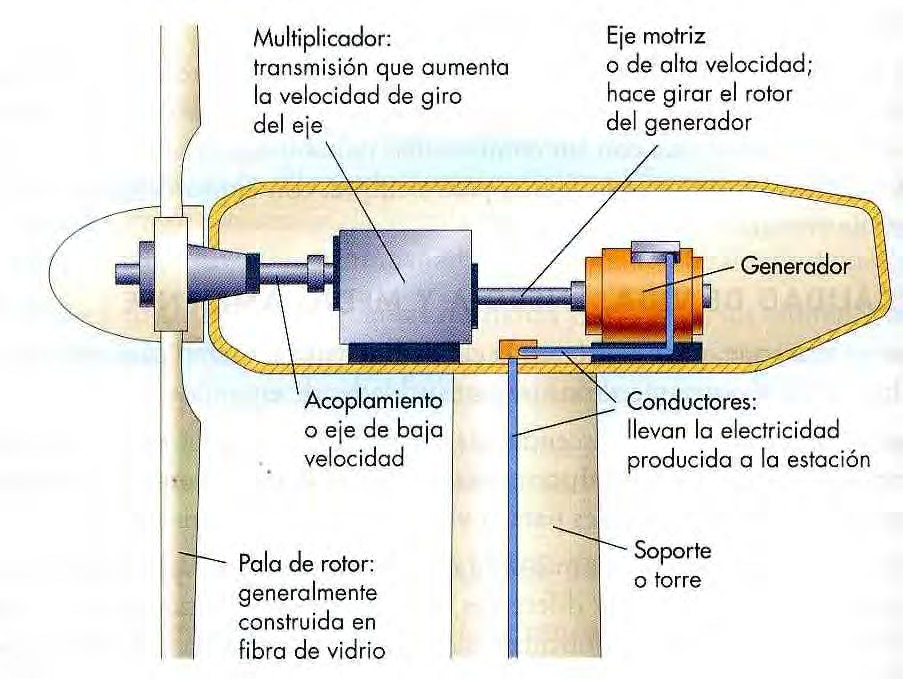 Multiplicador:
transmisión que aumenta
la velocidad de giro
del eje
Eje motriz
o de alta velocidad;
hace girar el rotor
del generador
Generador
Acoplamiento
o eje de baja
velocidad
Conductores:
llevan la electricidad
producida a la estación
Soporte
o torre
Pala de rotor:
generalmente
construida en
fibra de vidrio